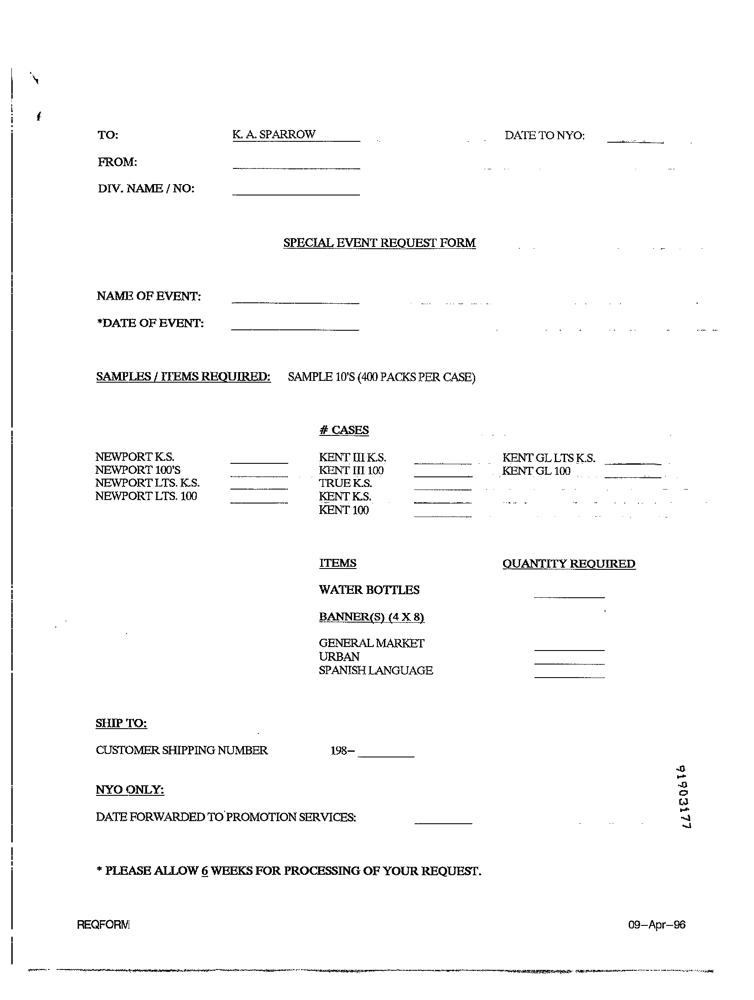 TO: K. A. SPARROW DATE TO NYO:
FROM:
DIV. NAME / NO:
SPECIAL EVENT REQUEST FORM
NAME OF EVENT:
*DATE OF EVENT:
SAMPLES / ITEMS REQUIRED: SAMPLE 10'S (400 PACKS PER CASE)
# CASES
NEWPORT K.S. KENT III K.S. KENT GL LTS K.S.
NEWPORT 100'S KENT III 100 KENT GL 100
NEWPORT LTS. K.S. TRUE K.S.
NEWPORT LTS. 100 KENT K.S.
KENT 100
ITEMS QUANTITY REQUIRED
WATER BOTTLES
BANNER(S) (4 X 8)
GENERAL MARKET
URBAN
SPANISH LANGUAGE
SHIP TO:
CUSTOMER SHIPPING NUMBER 198–
NYO ONLY:
DATE FORWARDED TO PROMOTION SERVICES:
* PLEASE ALLOW 6 WEEKS FOR PROCESSING OF YOUR REQUEST.
91903177
REQFORM 09–Apr–96